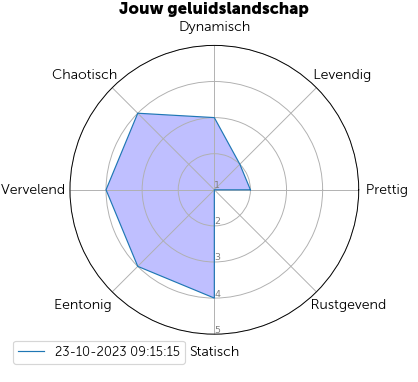 Jouw geluidslandschap
Dynamisch
Chaotisch
Levendig
Vervelend
1
Prettig
2
3
Eentonig
4
Rustgevend
5
23-10-2023 09:15:15
Statisch